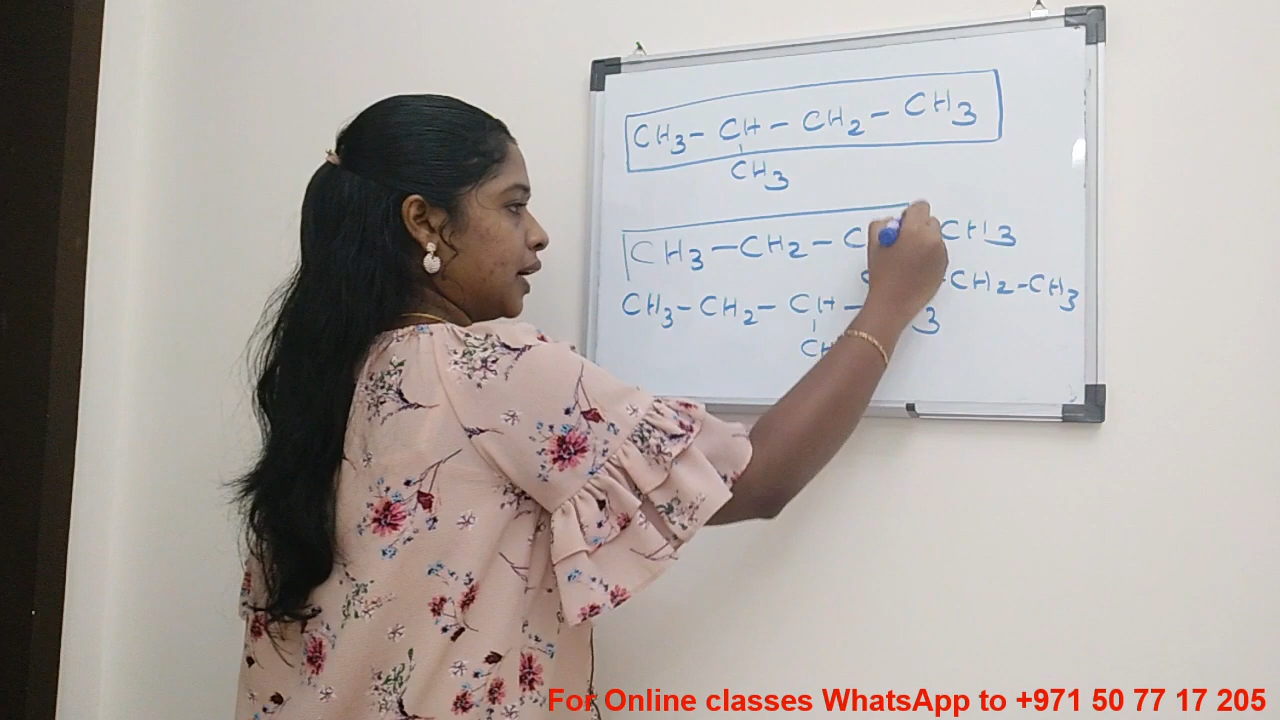 CH3 - CH - CH2 - CH3
CH3
CH3 - CH2 - C CH3
- CH2 - CH3
CH3 - CH2 - CH - 3
CH
For Online classes WhatsApp to +971 50 77 17 205